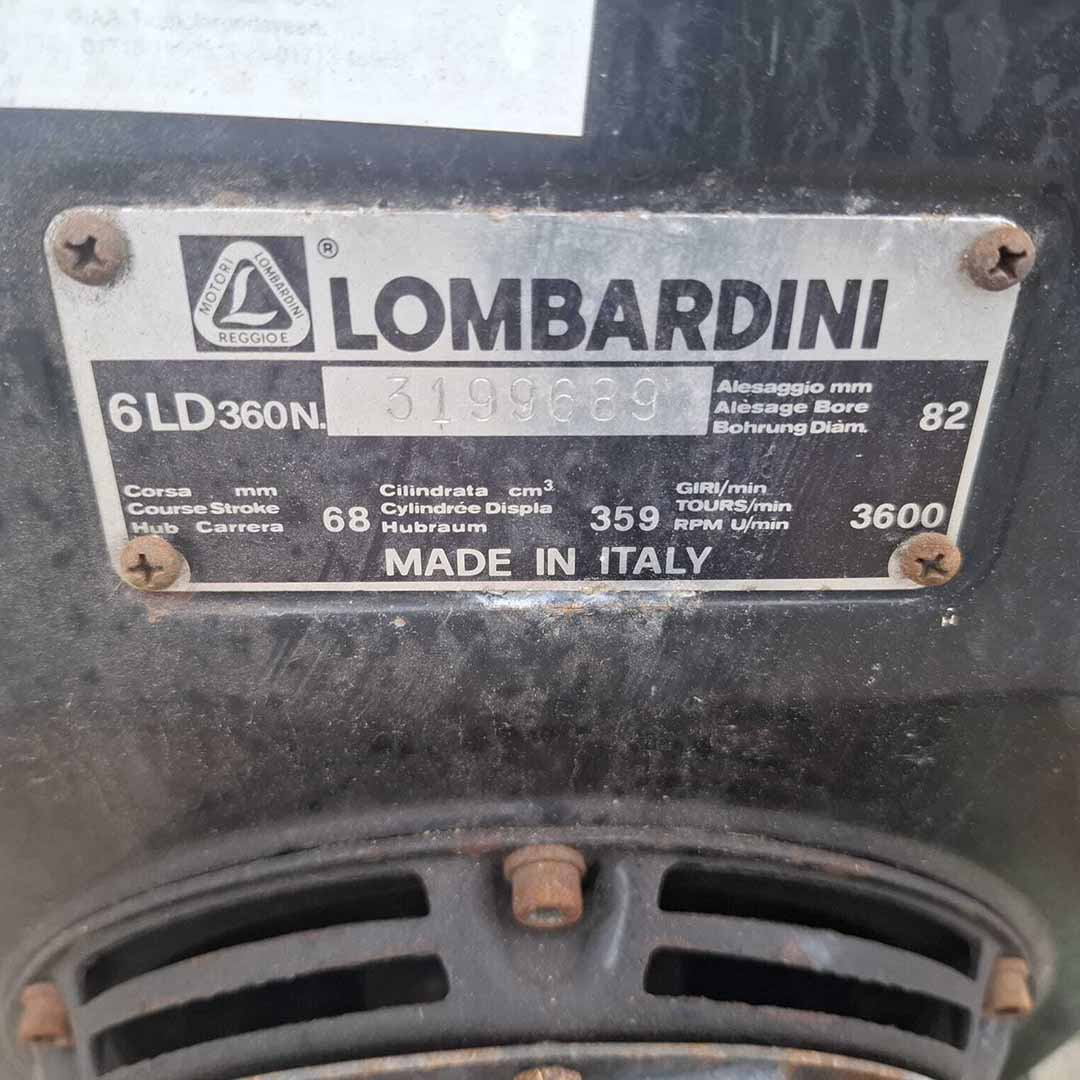 MOTORI
LOMBARDINI
L
REGGIO E
®
LOMBARDINI
6LD360N. 3199689
Alesaggio mm
Alésage Bore
Bohrung Diàm. 82
Corsa mm
Course Stroke
Hub Carrera 68
Cilindrata cm³
Cylindrée Displa
Hubraum 359
GIRI/min
TOURS/min
RPM U/min 3600
MADE IN ITALY